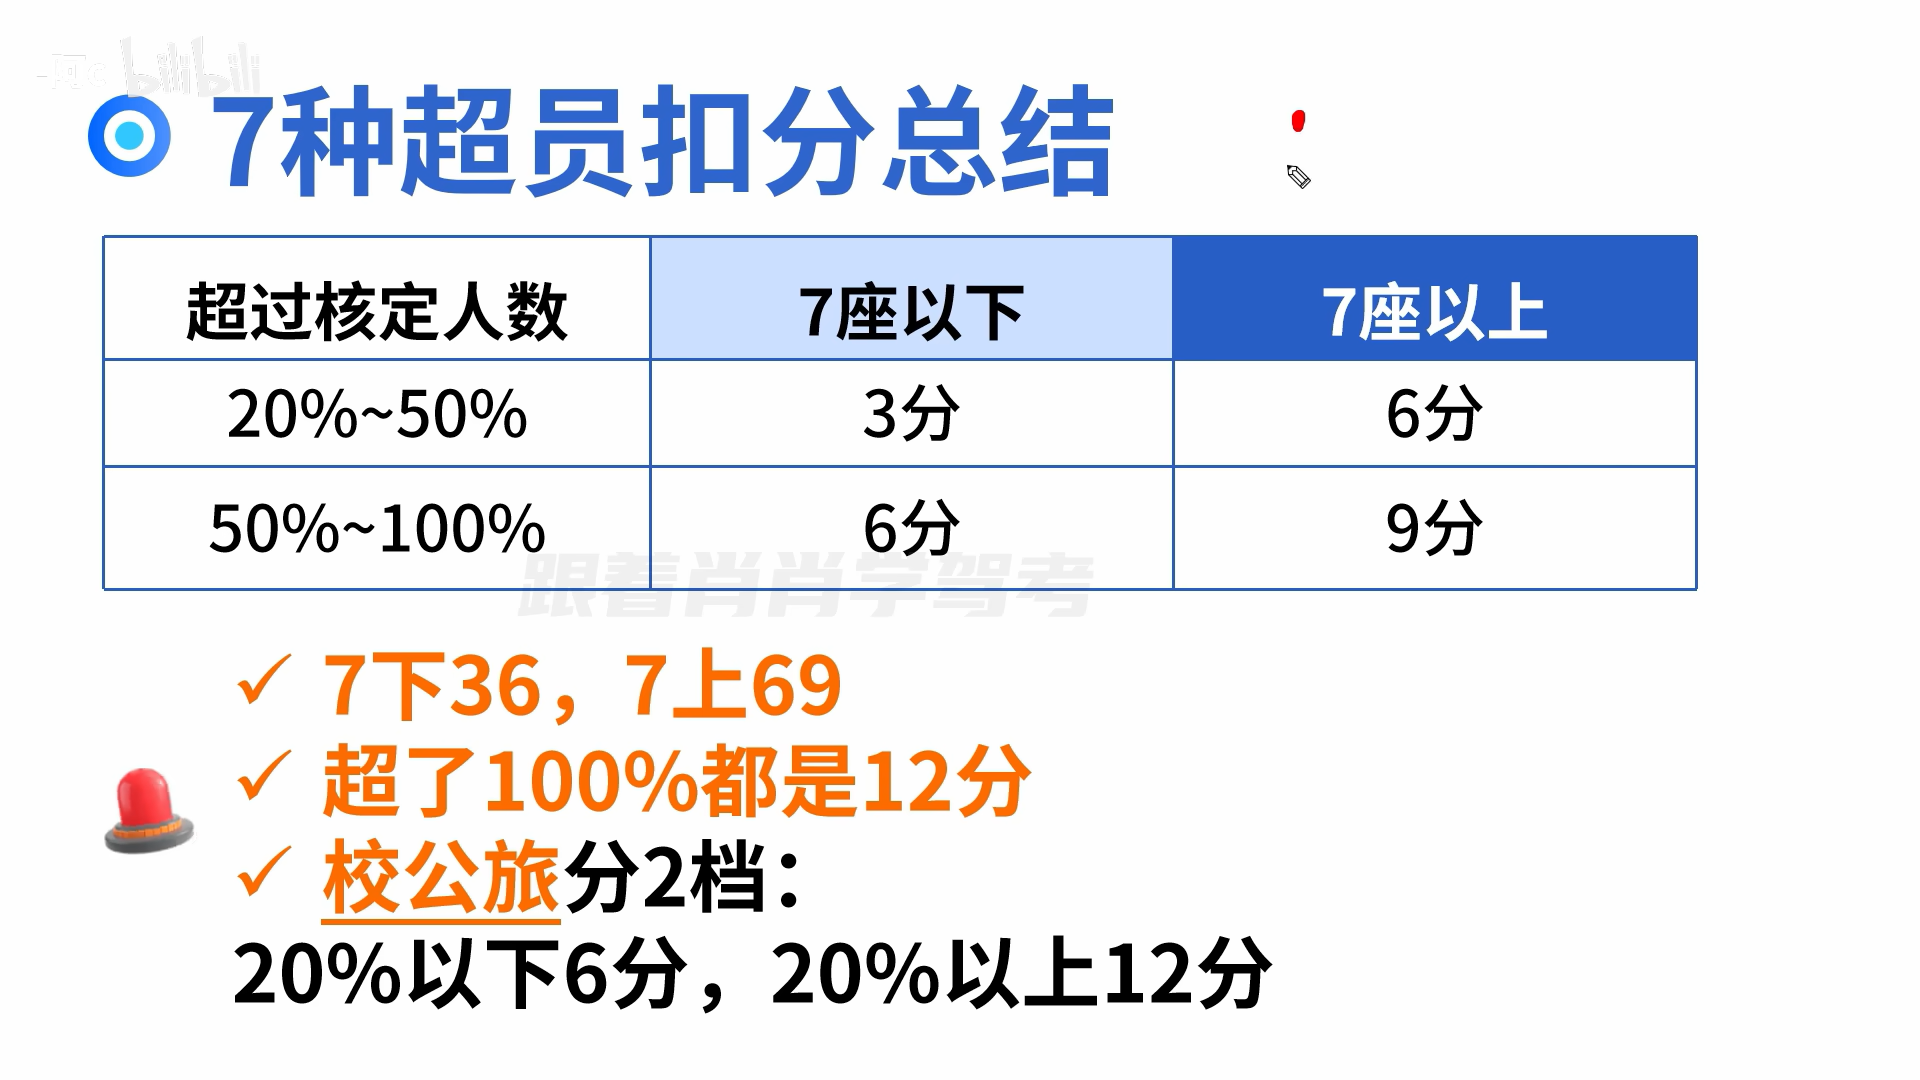 bilibili
7种超员扣分总结
超过核定人数 7座以下 7座以上
20%~50% 3分 6分
50%~100% 6分 9分
跟着肖肖学驾考
7下36，7上69
超了100%都是12分
校公旅分2档：
20%以下6分，20%以上12分